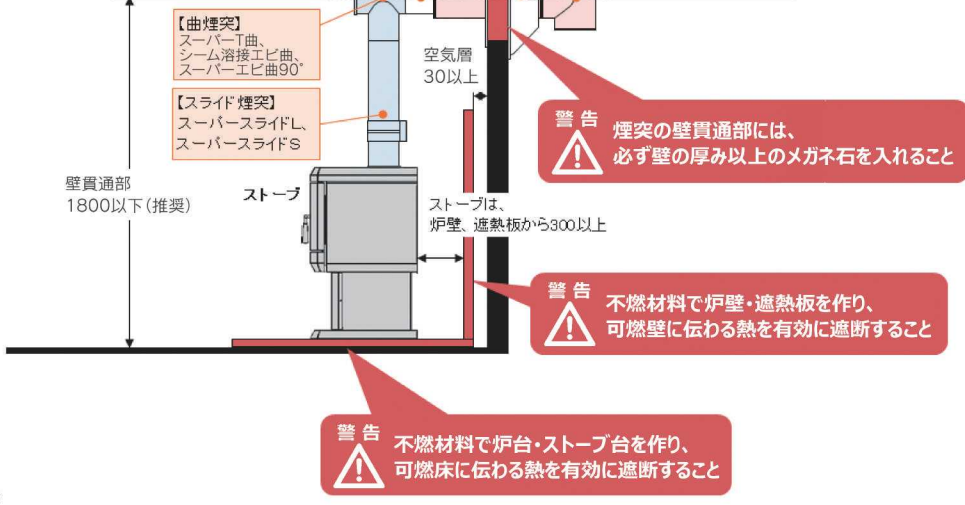 【曲煙突】
スーパーT曲、
シーム溶接エビ曲、
スーパーエビ曲90°
空気層
30以上
【スライド煙突】
スーパースライドL、
スーパースライドS
警告
煙突の壁貫通部には、
必ず壁の厚み以上のメガネ石を入れること
壁貫通部
1800以下(推奨)
ストーブ
ストーブは、
炉壁、遮熱板から300以上
警告
不燃材料で炉壁・遮熱板を作り、
可燃壁に伝わる熱を有効に遮断すること
警告
不燃材料で炉台・ストーブ台を作り、
可燃床に伝わる熱を有効に遮断すること